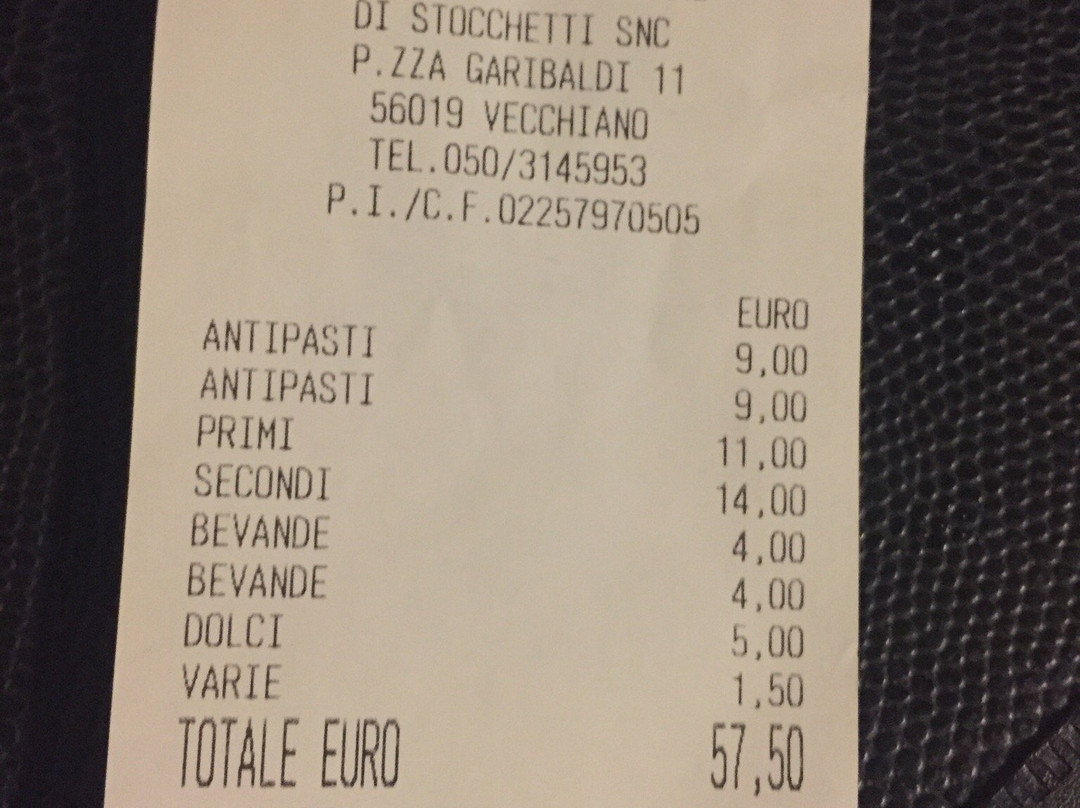 DI STOCCHETTI SNC
P.ZZA GARIBALDI 11
56019 VECCHIANO
TEL.050/3145953
P.I./C.F.02257970505
EURO
ANTIPASTI 9,00
ANTIPASTI 9,00
PRIMI 11,00
SECONDI 14,00
BEVANDE 4,00
BEVANDE 4,00
DOLCI 5,00
VARIE 1,50
TOTALE EURO 57,50